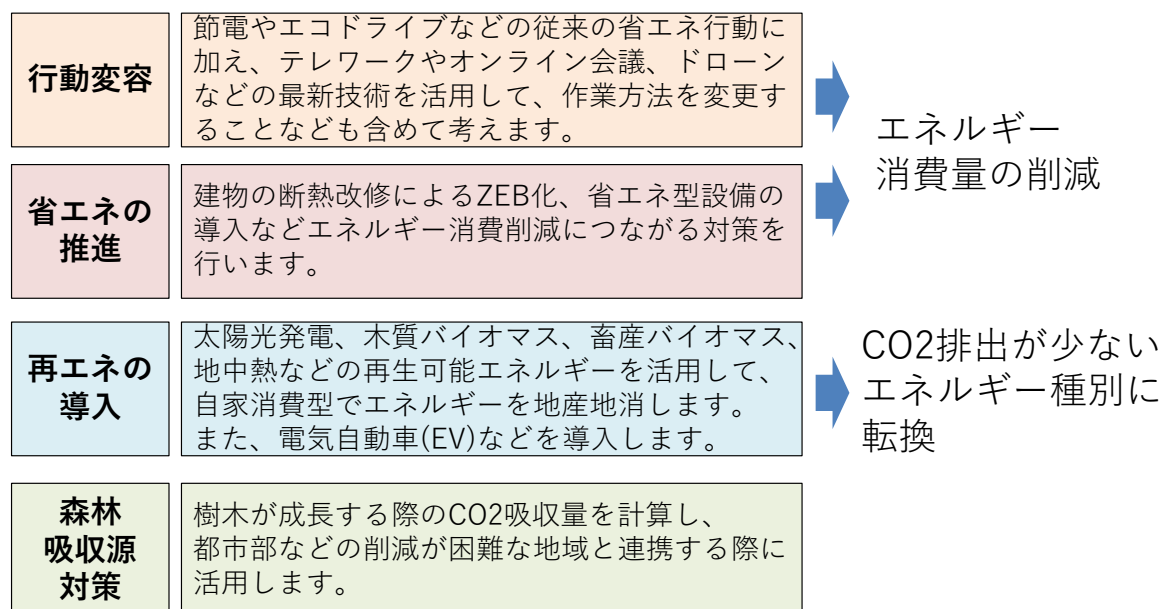 行動変容
節電やエコドライブなどの従来の省エネ行動に
加え、テレワークやオンライン会議、ドローン
などの最新技術を活用して、作業方法を変更す
ることなども含めて考えます。
エネルギー
消費量の削減
省エネの
推進
建物の断熱改修によるZEB化、省エネ型設備の
導入などエネルギー消費削減につながる対策を
行います。
再エネの
導入
太陽光発電、木質バイオマス、畜産バイオマス、
地中熱などの再生可能エネルギーを活用して、
自家消費型でエネルギーを地産地消します。
また、電気自動車(EV)などを導入します。
CO2排出が少ない
エネルギー種別に
転換
森林
吸収源
対策
樹木が成長する際のCO2吸収量を計算し、
都市部などの削減が困難な地域と連携する際に
活用します。